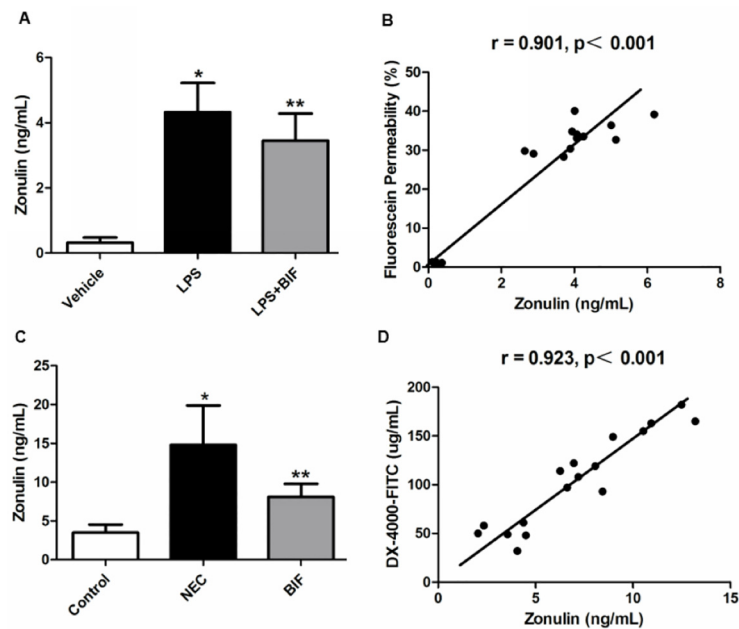 A
Zonulin (ng/mL)
6
4
2
0
*
**
Vehicle
LPS
LPS+BIF
B
r = 0.901, p< 0.001
Fluorescein Permeability (%)
50
40
30
20
10
0
0 2 4 6 8
Zonulin (ng/mL)
C
Zonulin (ng/mL)
25
20
15
10
5
0
*
**
Control
NEC
BIF
D
r = 0.923, p< 0.001
DX-4000-FITC (ug/mL)
200
150
100
50
0
0 5 10 15
Zonulin (ng/mL)